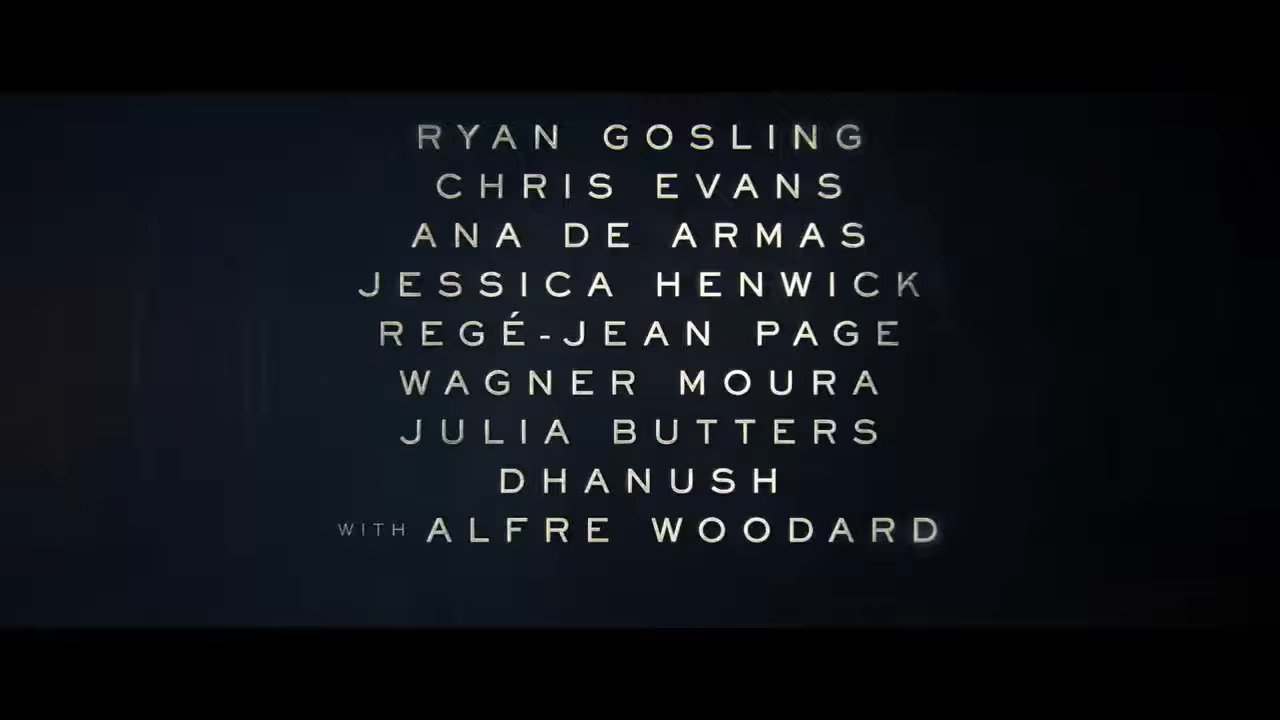 RYAN GOSLING
CHRIS EVANS
ANA DE ARMAS
JESSICA HENWICK
REGÉ-JEAN PAGE
WAGNER MOURA
JULIA BUTTERS
DHANUSH
WITH ALFRE WOODARD